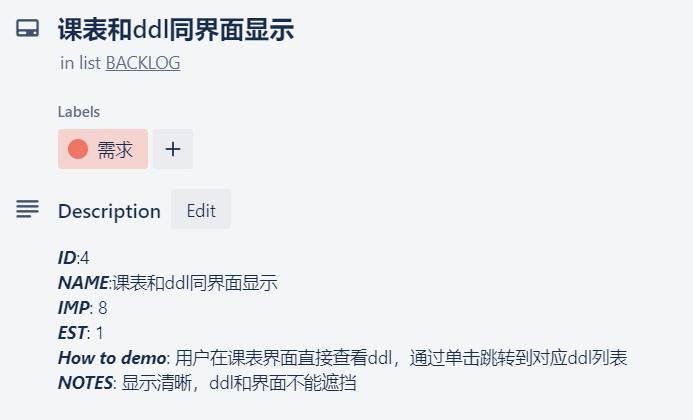 课表和ddl同界面显示
in list BACKLOG
Labels
需求
Description Edit
ID:4
NAME:课表和ddl同界面显示
IMP: 8
EST: 1
How to demo: 用户在课表界面直接查看ddl，通过单击跳转到对应ddl列表
NOTES: 显示清晰，ddl和界面不能遮挡